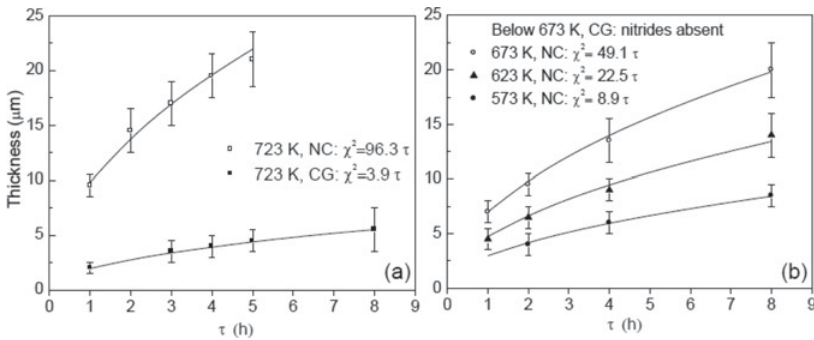 25
20
15
10
5
0
Thickness (μm)
723 K, NC: χ²=96.3 τ
723 K, CG: χ²=3.9 τ
(a)
0 1 2 3 4 5 6 7 8 9
τ (h)
25
20
15
10
5
0
Below 673 K, CG: nitrides absent
673 K, NC: χ²= 49.1 τ
623 K, NC: χ²= 22.5 τ
573 K, NC: χ²= 8.9 τ
(b)
0 1 2 3 4 5 6 7 8 9
τ (h)